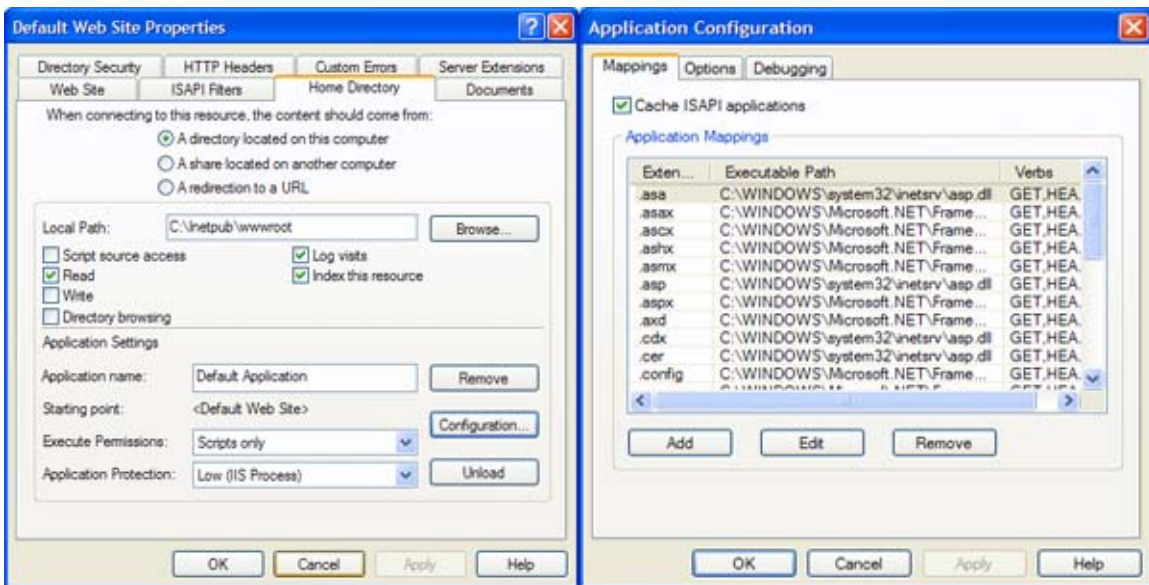 Default Web Site Properties
Directory Security HTTP Headers Custom Errors Server Extensions
Web Site ISAPI Filters Home Directory Documents
When connecting to this resource, the content should come from:
A directory located on this computer
A share located on another computer
A redirection to a URL
Local Path: C:\Inetpub\wwwroot Browse...
Script source access Log visits
Read Index this resource
Write
Directory browsing
Application Settings
Application name: Default Application Remove
Starting point: <Default Web Site>
Configuration...
Execute Permissions: Scripts only
Application Protection: Low (IIS Process) Unload
OK Cancel Apply Help
Application Configuration
Mappings Options Debugging
Cache ISAPI applications
Application Mappings
Exten... Executable Path Verbs
.asa C:\WINDOWS\system32\inetsrv\asp.dll GET,HEA
.asax C:\WINDOWS\Microsoft.NET\Frame... GET,HEA
.ascx C:\WINDOWS\Microsoft.NET\Frame... GET,HEA
.ashx C:\WINDOWS\Microsoft.NET\Frame... GET,HEA
.asmx C:\WINDOWS\Microsoft.NET\Frame... GET,HEA
.asp C:\WINDOWS\system32\inetsrv\asp.dll GET,HEA
.aspx C:\WINDOWS\Microsoft.NET\Frame... GET,HEA
.axd C:\WINDOWS\Microsoft.NET\Frame... GET,HEA
.cdx C:\WINDOWS\system32\inetsrv\asp.dll GET,HEA
.cer C:\WINDOWS\system32\inetsrv\asp.dll GET,HEA
.config C:\WINDOWS\Microsoft.NET\Frame... GET,HEA
Add Edit Remove
OK Cancel Apply Help